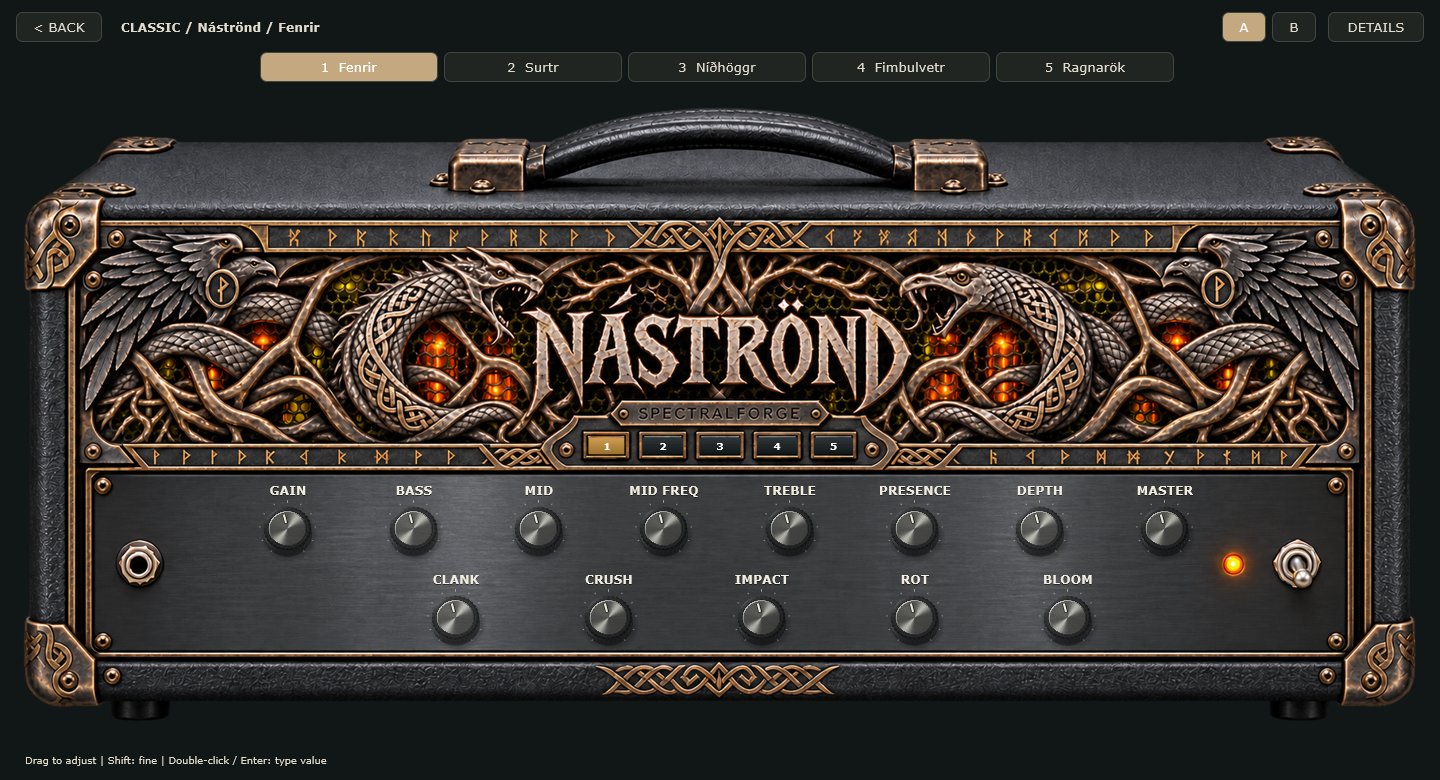 < BACK CLASSIC / Náströnd / Fenrir A B DETAILS
1 Fenrir 2 Surtr 3 Níðhöggr 4 Fimbulvetr 5 Ragnarök
NÁSTRÖND
SPECTRALFORGE
1 2 3 4 5
GAIN BASS MID MID FREQ TREBLE PRESENCE DEPTH MASTER
CLANK CRUSH IMPACT ROT BLOOM
Drag to adjust | Shift: fine | Double-click / Enter: type value